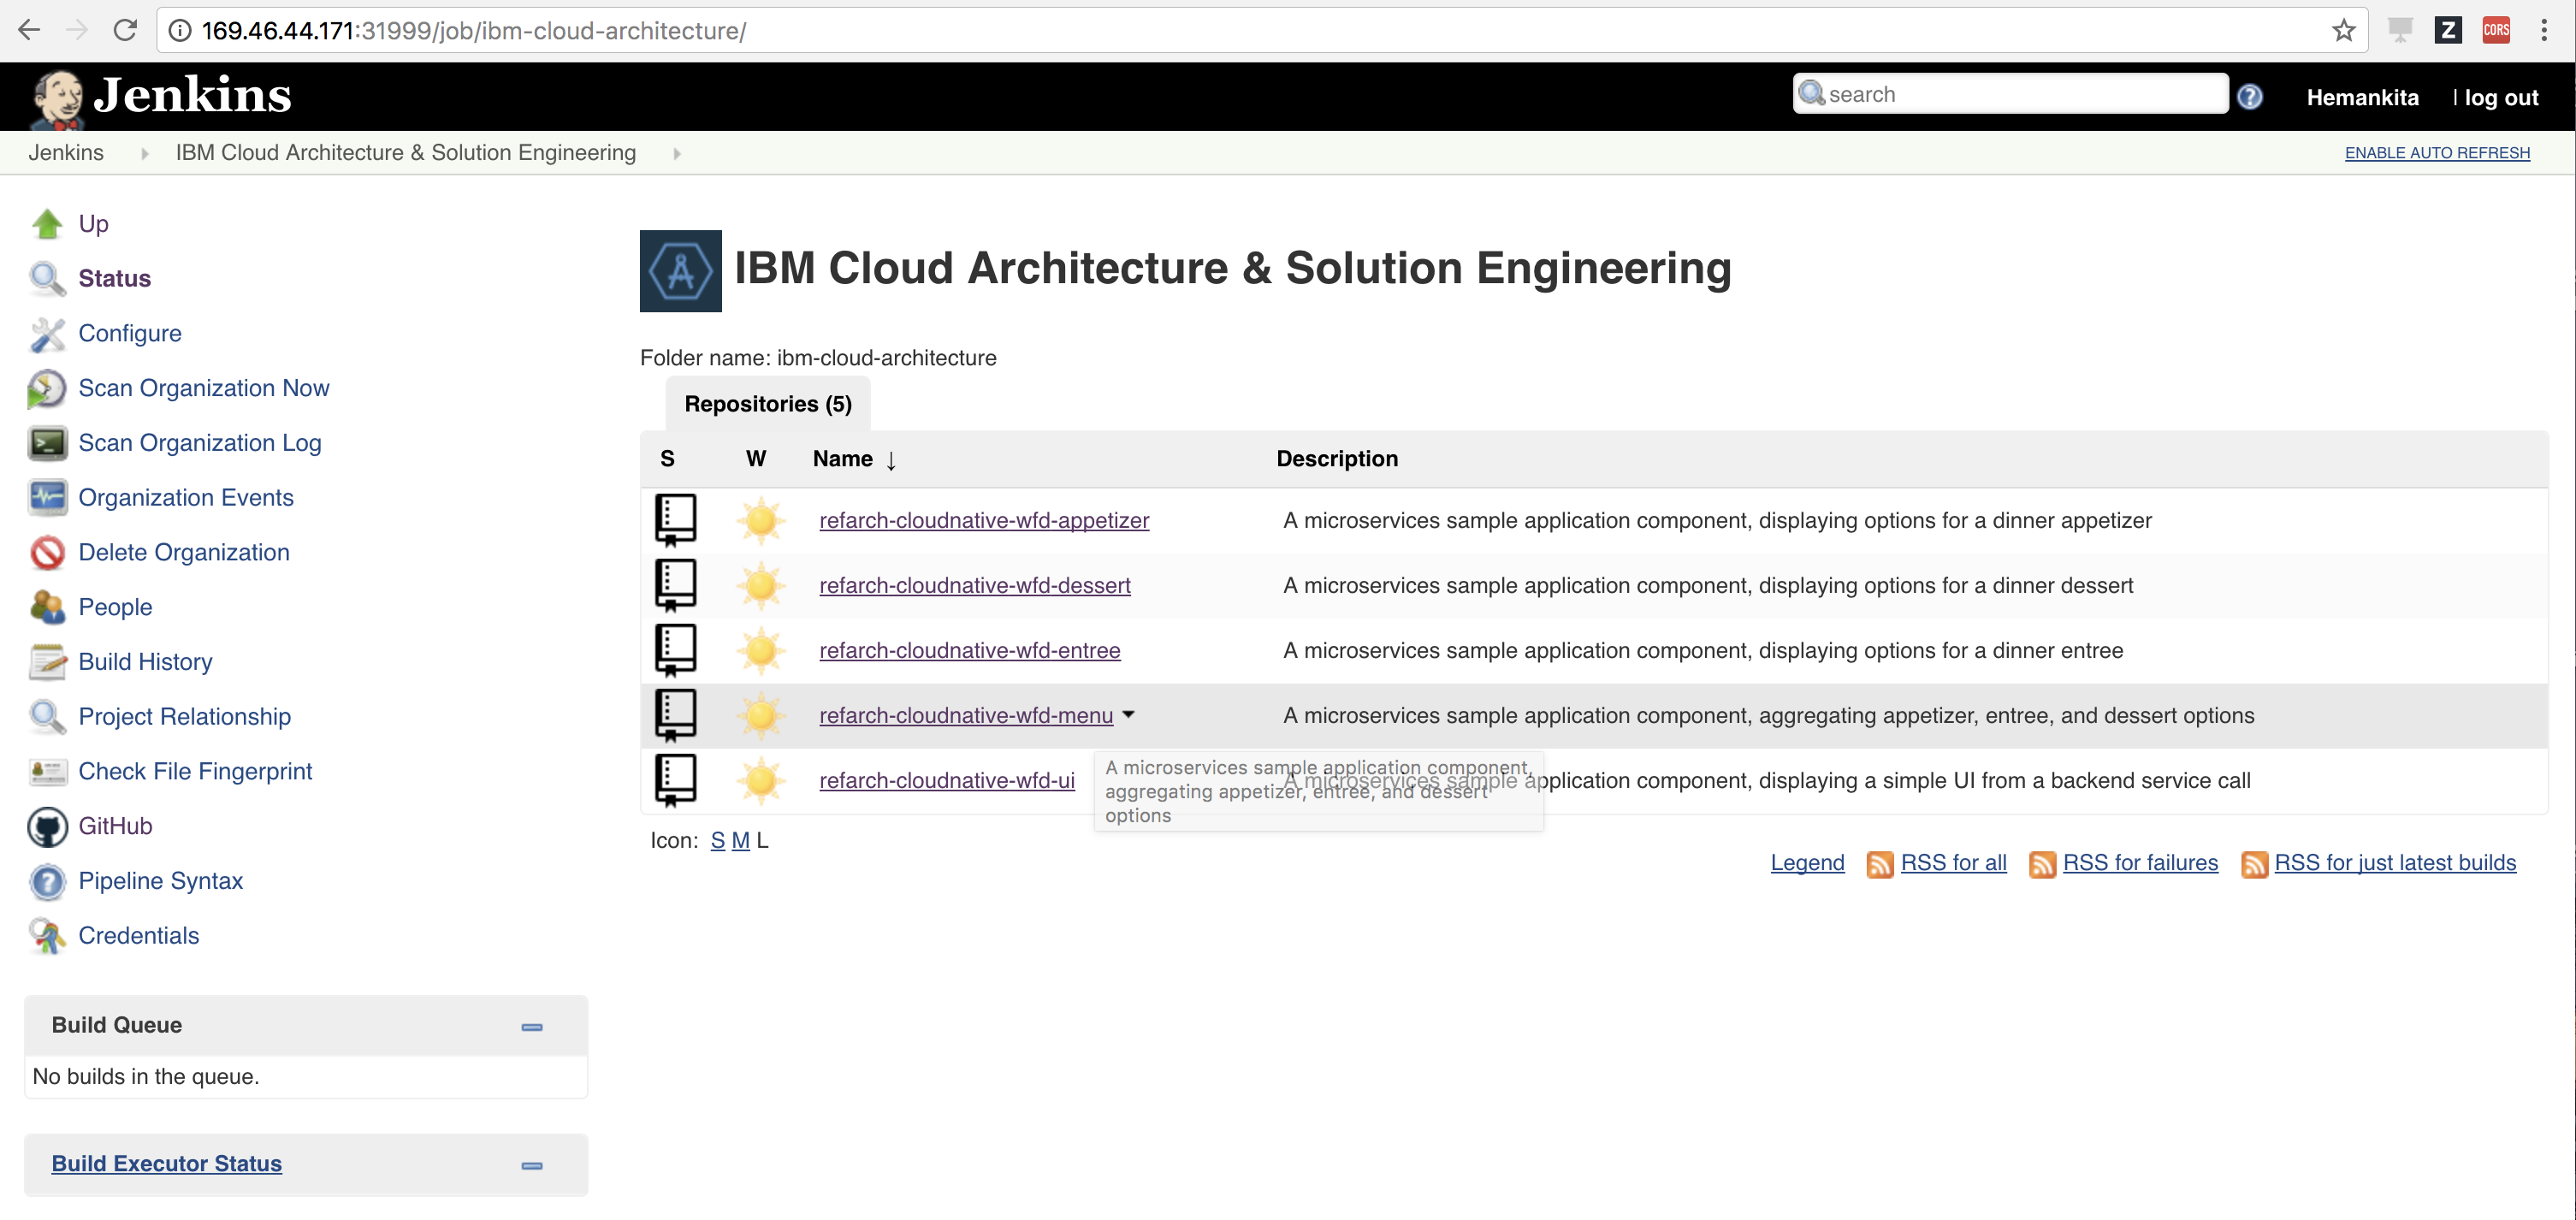 169.46.44.171:31999/job/ibm-cloud-architecture/
Z
CORS
Jenkins
search
Hemankita
| log out
Jenkins
IBM Cloud Architecture & Solution Engineering
ENABLE AUTO REFRESH
Up
Status
Configure
Scan Organization Now
Scan Organization Log
Organization Events
Delete Organization
People
Build History
Project Relationship
Check File Fingerprint
GitHub
Pipeline Syntax
Credentials
Build Queue
No builds in the queue.
Build Executor Status
IBM Cloud Architecture & Solution Engineering
Folder name: ibm-cloud-architecture
Repositories (5)
S W Name ↓ Description
refarch-cloudnative-wfd-appetizer A microservices sample application component, displaying options for a dinner appetizer
refarch-cloudnative-wfd-dessert A microservices sample application component, displaying options for a dinner dessert
refarch-cloudnative-wfd-entree A microservices sample application component, displaying options for a dinner entree
refarch-cloudnative-wfd-menu A microservices sample application component, aggregating appetizer, entree, and dessert options
refarch-cloudnative-wfd-ui A microservices sample application component, displaying a simple UI from a backend service call
A microservices sample application component,
aggregating appetizer, entree, and dessert
options
Icon: S M L
Legend RSS for all RSS for failures RSS for just latest builds